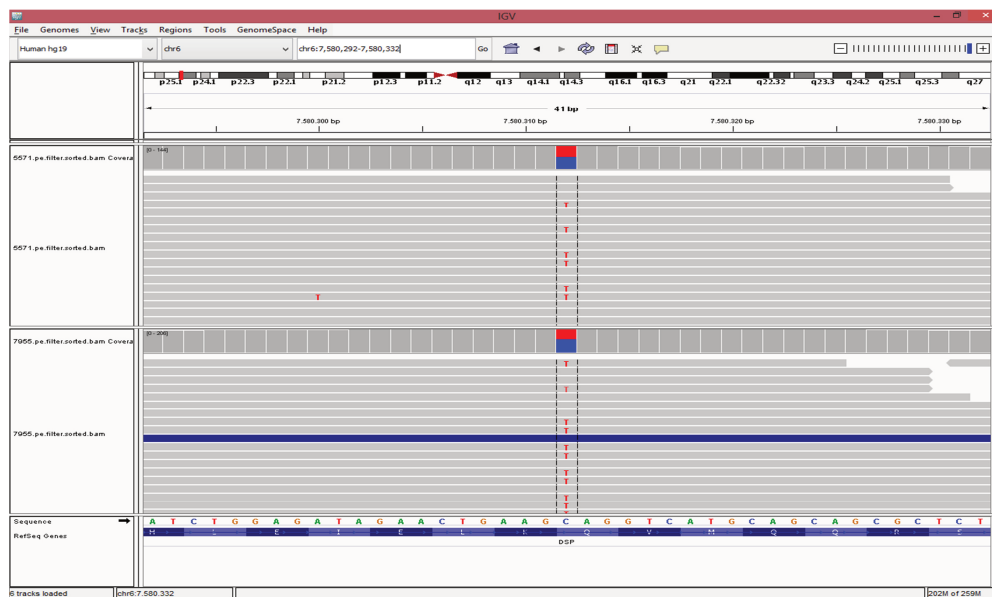 IGV
File Genomes View Tracks Regions Tools GenomeSpace Help
Human hg19 chr6 chr6:7,580,292-7,580,332 Go
p25.1 p24.1 p22.3 p22.1 p21.2 p12.3 p11.2 q12 q13 q14.1 q14.3 q16.1 q16.3 q21 q22.1 q22.32 q23.3 q24.2 q25.1 q25.3 q27
41 bp
7.580.300 bp 7.580.310 bp 7.580.320 bp 7.580.330 bp
5571.pe.filter.sorted.bam Covera
[0 - 144]
T
T
5571.pe.filter.sorted.bam
T
T
T
T T
7955.pe.filter.sorted.bam Covera
[0 - 206]
T
T
T
7955.pe.filter.sorted.bam
T
T
T
T
T
T
T
T
Sequence A T C T G G A G A T A G A A C T G A A G C A G G T C A T G C A G C A G C G C T C T
RefSeq Genes H L E I E L K Q V M Q Q R S
DSP
6 tracks loaded chr6:7.580.332 202M of 259M